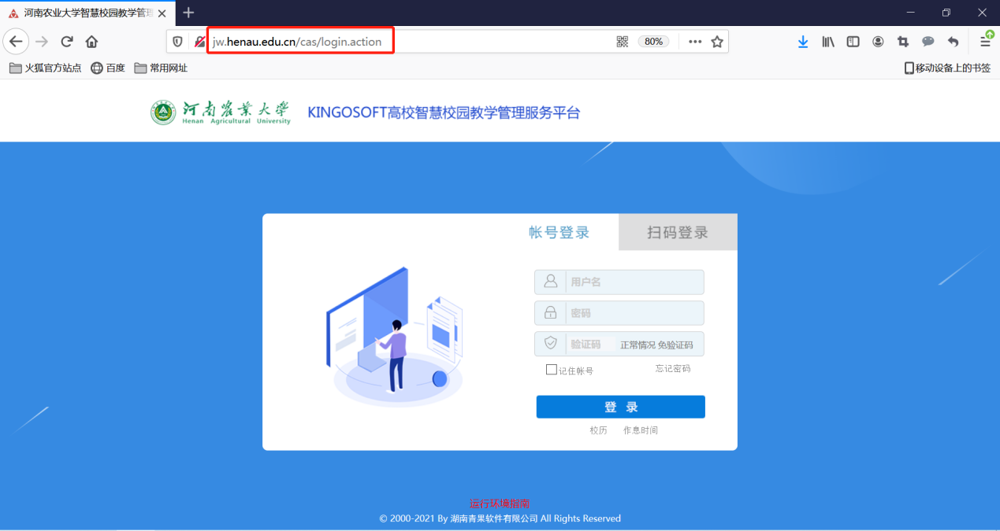 河南农业大学智慧校园教学管理
jw.henau.edu.cn/cas/login.action
80%
火狐官方站点 百度 常用网址 移动设备上的书签
河南农业大学 KINGOSOFT高校智慧校园教学管理服务平台
Henan Agricultural University
帐号登录 扫码登录
用户名
密码
验证码 正常情况 免验证码
记住帐号 忘记密码
登 录
校历 作息时间
运行环境指南
© 2000-2021 By 湖南青果软件有限公司 All Rights Reserved